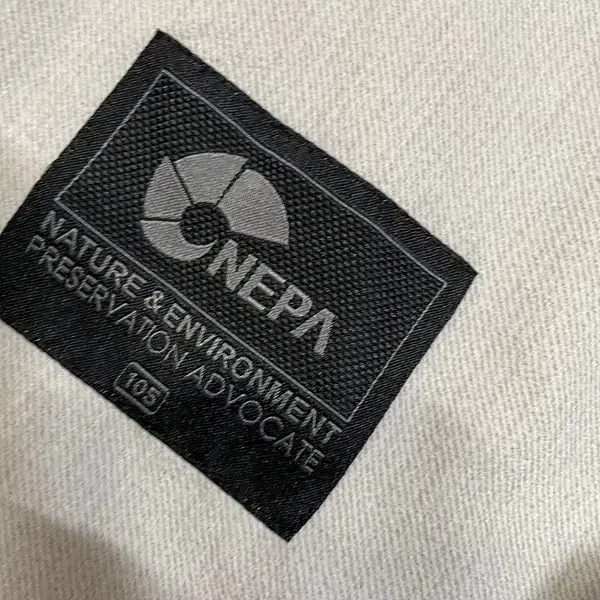 NEPA
NATURE & ENVIRONMENT
PRESERVATION ADVOCATE
105